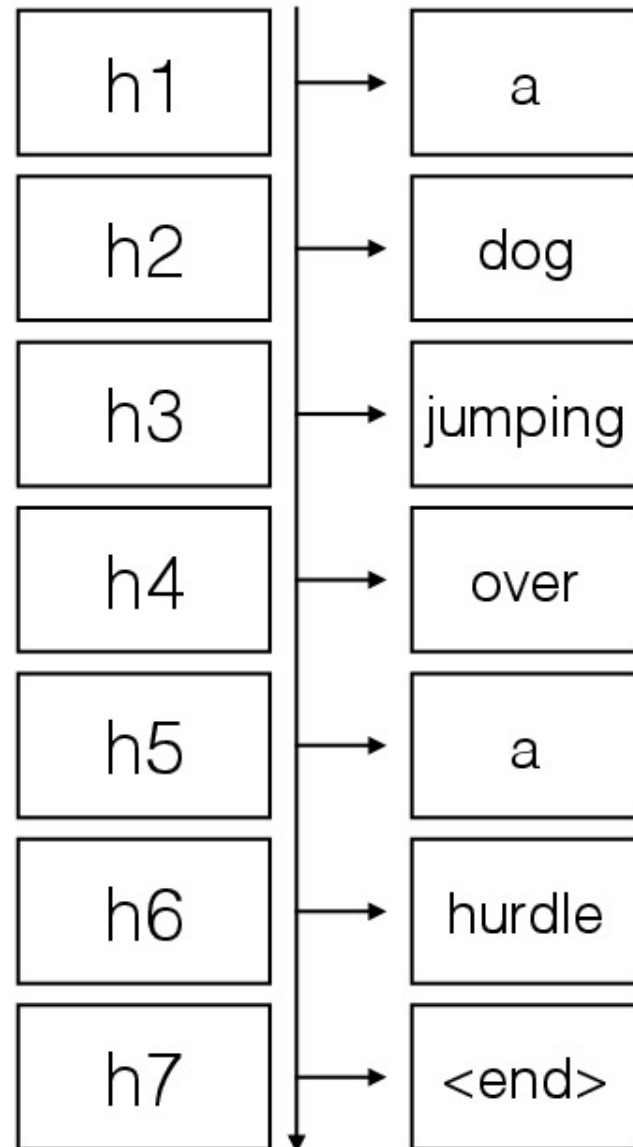 h1 a
h2 dog
h3 jumping
h4 over
h5 a
h6 hurdle
h7 <end>